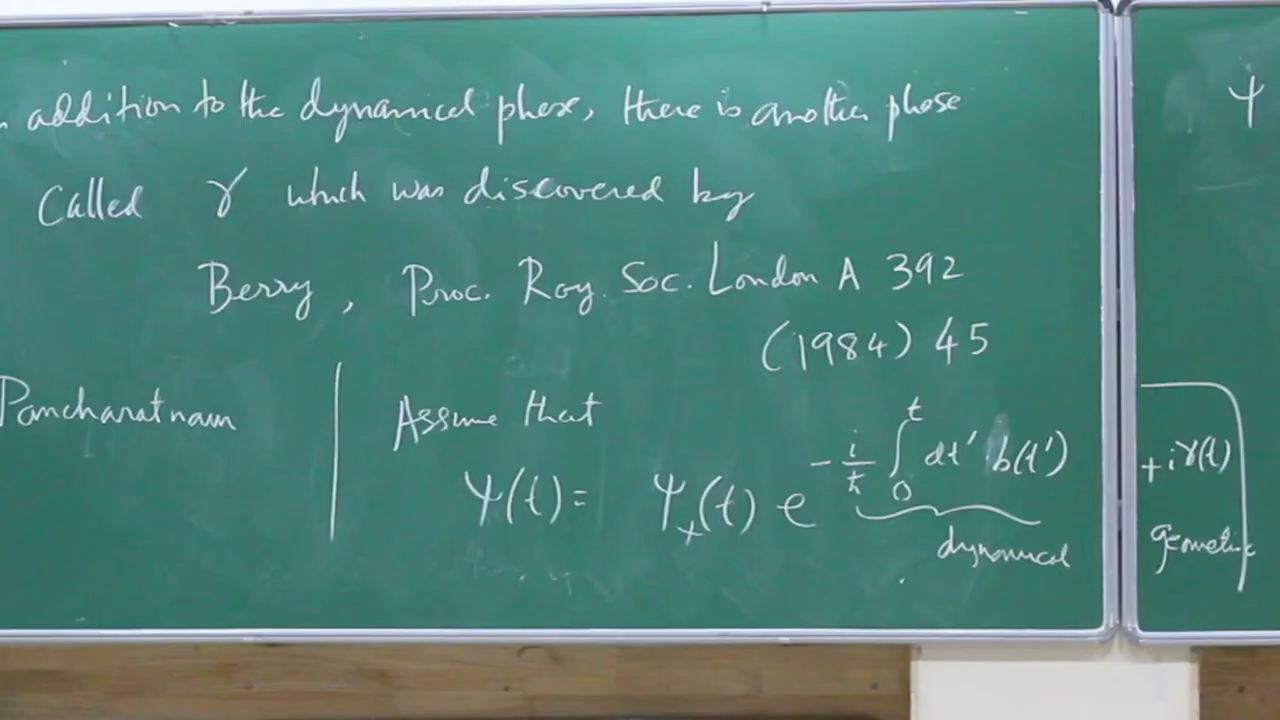 addition to the dynamical phase, there is another phase
Called γ which was discovered by
Berry, Proc. Roy. Soc. London A 392
(1984) 45
Pancharatnam
Assume that
ψ(t) = ψ₊(t) e^{-i/ħ ∫₀ᵗ dt' b(t') + iγ(t)}
dynamical geometric
ψ